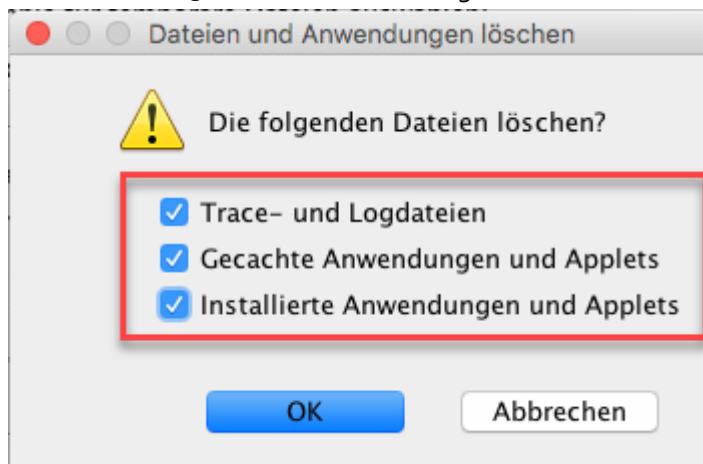 Dateien und Anwendungen löschen
Die folgenden Dateien löschen?
Trace- und Logdateien
Gecachte Anwendungen und Applets
Installierte Anwendungen und Applets
OK
Abbrechen